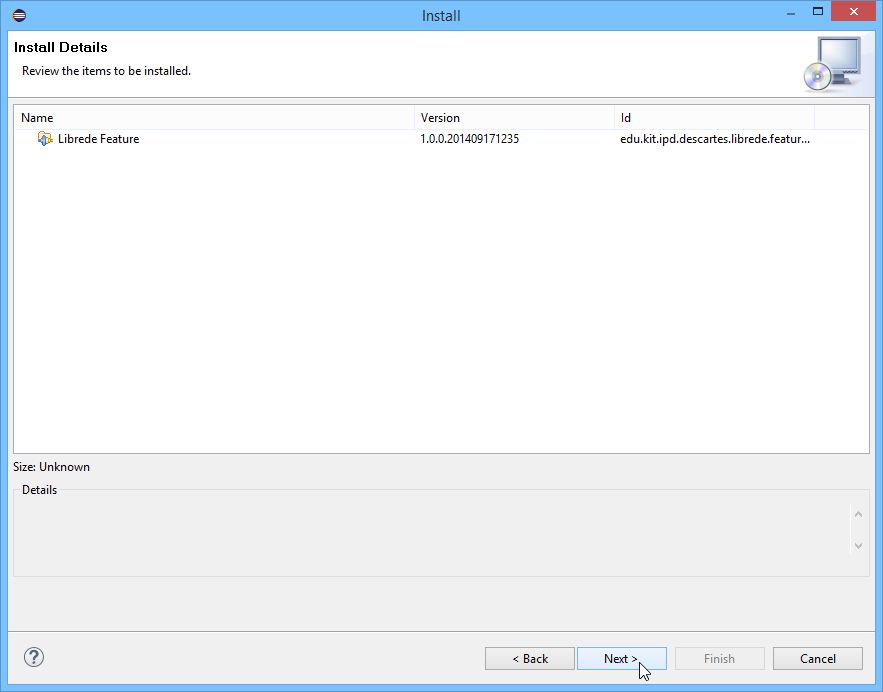 Install
Install Details
Review the items to be installed.
Name Version Id
Librede Feature 1.0.0.201409171235 edu.kit.ipd.descartes.librede.featur...
Size: Unknown
Details
? < Back Next > Finish Cancel